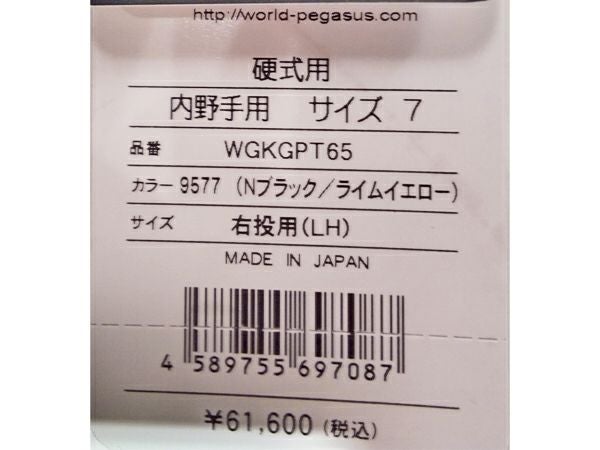 http://world-pegasus.com
硬式用
内野手用 サイズ 7
品番 WGKGPT65
カラー 9577 (Nブラック/ライムイエロー)
サイズ 右投用(LH)
MADE IN JAPAN
4 589755 697087
¥61,600 (税込)